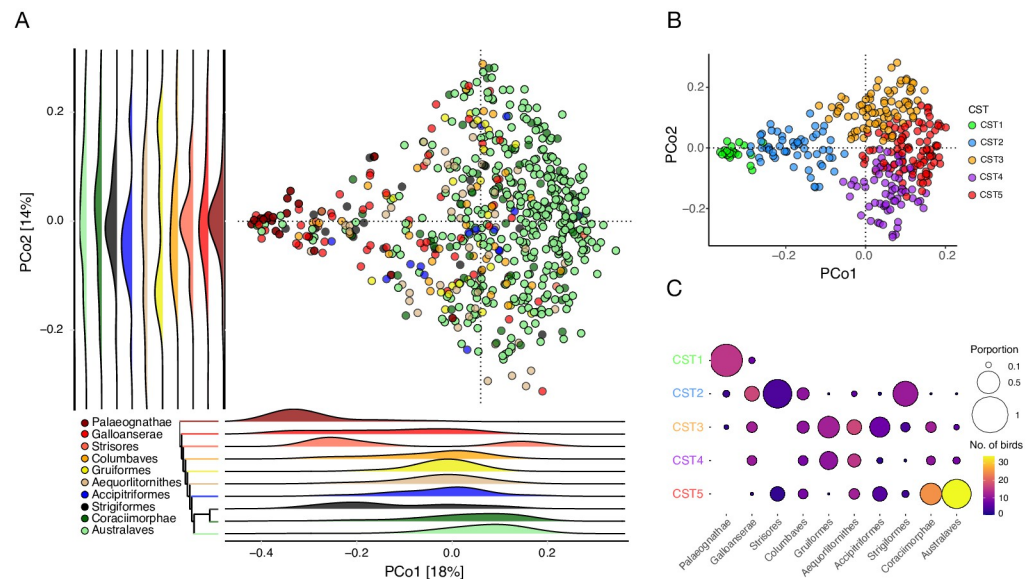 A
PCo2 [14%]
0.2
0.0
−0.2
Palaeognathae
Galloanserae
Strisores
Columbaves
Gruiformes
Aequorlitornithes
Accipitriformes
Strigiformes
Coraciimorphae
Australaves
−0.4
−0.2
0.0
0.2
PCo1 [18%]
B
PCo2
0.2
0.0
−0.2
−0.2
0.0
0.2
PCo1
CST
CST1
CST2
CST3
CST4
CST5
C
CST1
CST2
CST3
CST4
CST5
Palaeognathae
Galloanserae
Strisores
Columbaves
Gruiformes
Aequorlitornithes
Accipitriformes
Strigiformes
Coraciimorphae
Australaves
Proportion
0.1
0.5
1
No. of birds
30
20
10
0